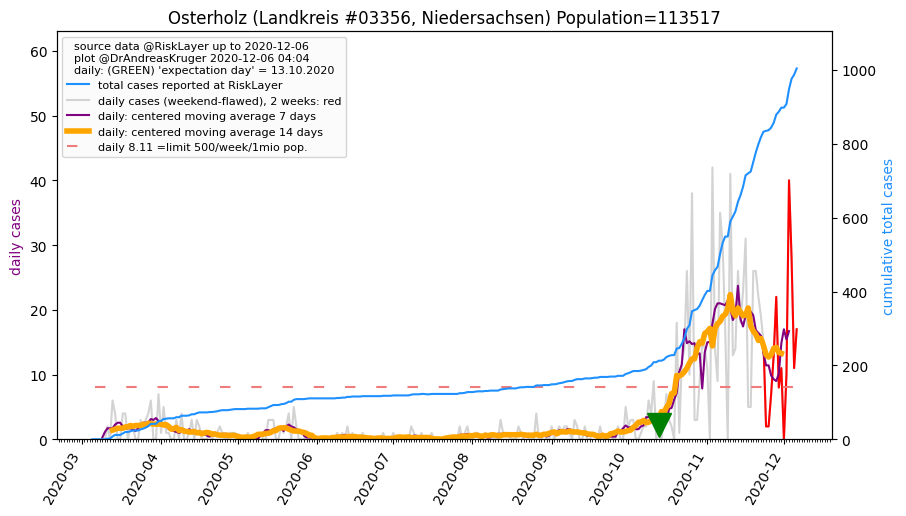 Osterholz (Landkreis #03356, Niedersachsen) Population=113517
source data @RiskLayer up to 2020-12-06
plot @DrAndreasKruger 2020-12-06 04:04
daily: (GREEN) 'expectation day' = 13.10.2020
total cases reported at RiskLayer
daily cases (weekend-flawed), 2 weeks: red
daily: centered moving average 7 days
daily: centered moving average 14 days
daily 8.11 =limit 500/week/1mio pop.
daily cases
60
50
40
30
20
10
0
cumulative total cases
1000
800
600
400
200
0
2020-03
2020-04
2020-05
2020-06
2020-07
2020-08
2020-09
2020-10
2020-11
2020-12